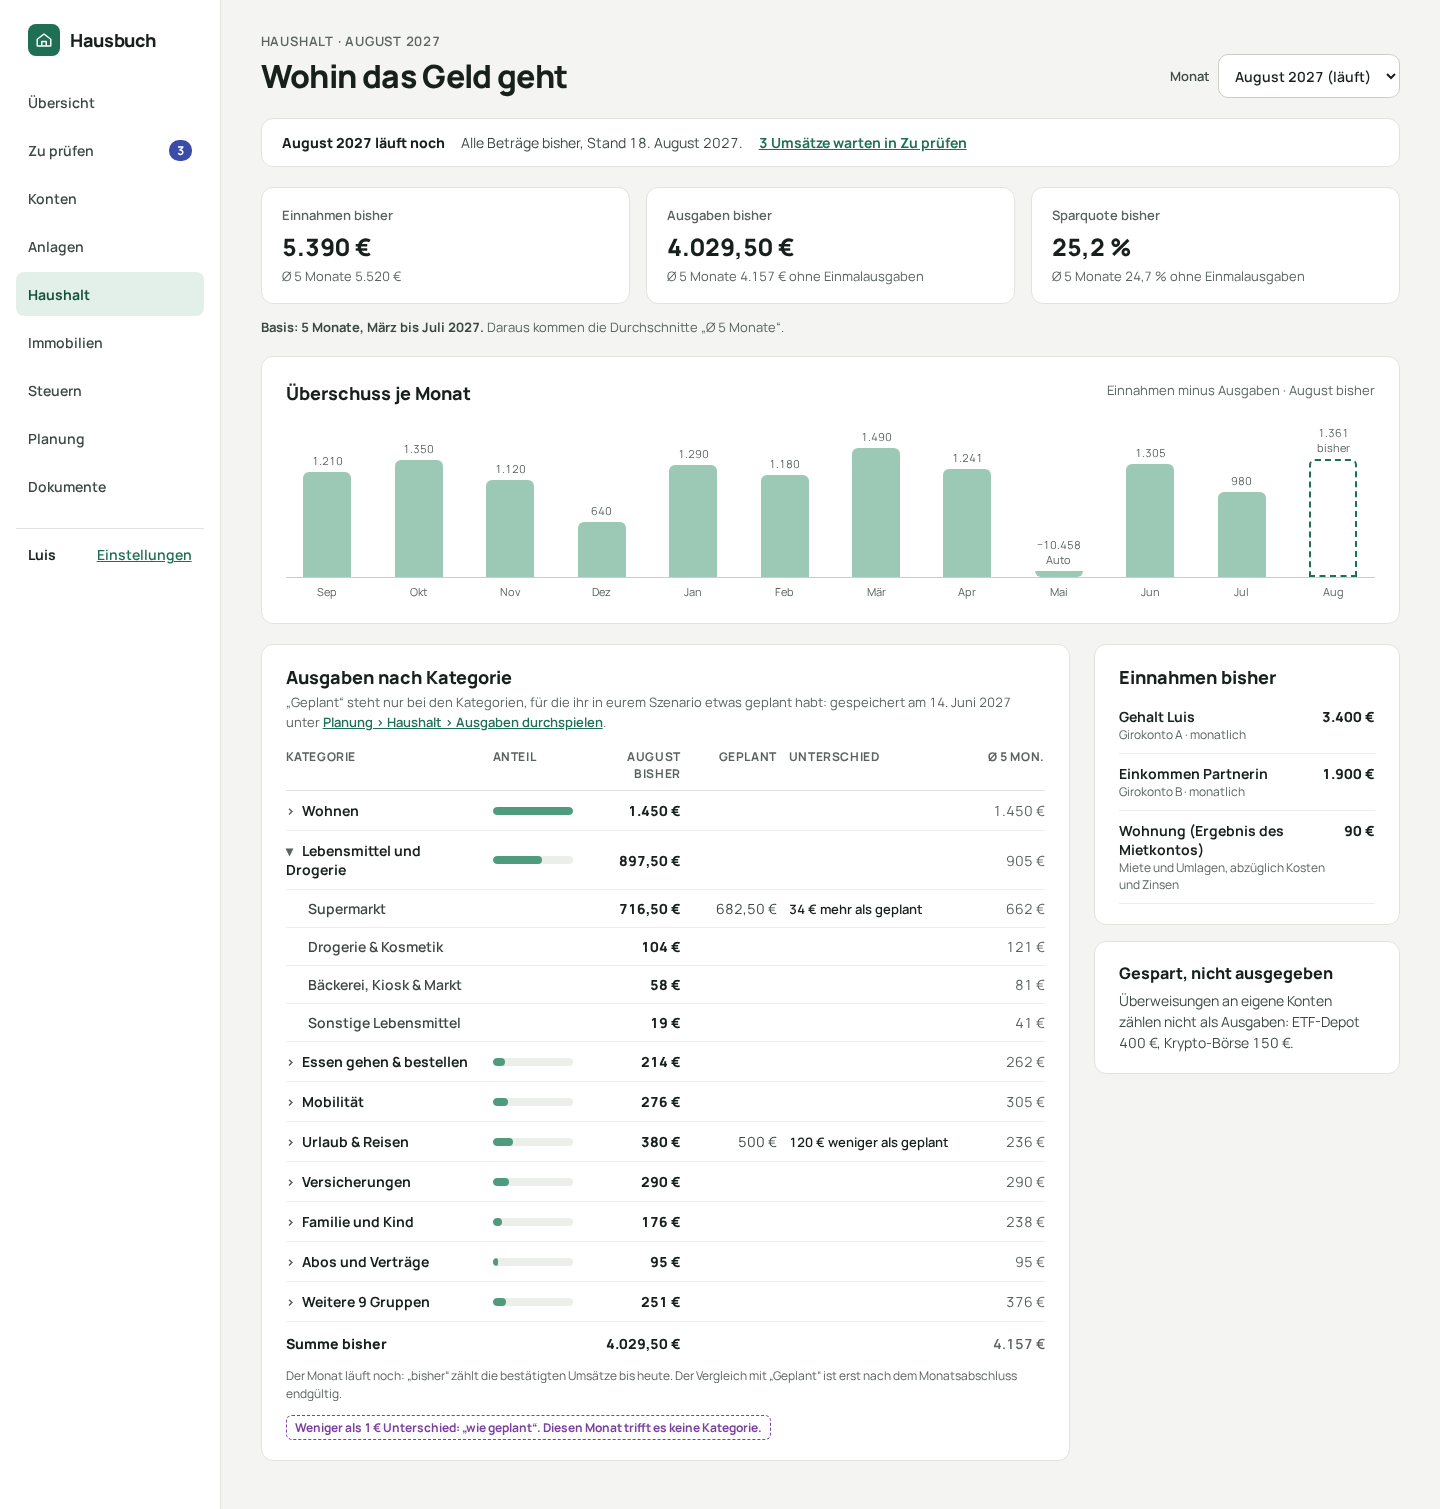 Hausbuch
Übersicht
Zu prüfen 3
Konten
Anlagen
Haushalt
Immobilien
Steuern
Planung
Dokumente
Luis Einstellungen
HAUSHALT · AUGUST 2027
Wohin das Geld geht
Monat August 2027 (läuft)
August 2027 läuft noch Alle Beträge bisher, Stand 18. August 2027. 3 Umsätze warten in Zu prüfen
Einnahmen bisher
5.390 €
Ø 5 Monate 5.520 €
Ausgaben bisher
4.029,50 €
Ø 5 Monate 4.157 € ohne Einmalausgaben
Sparquote bisher
25,2 %
Ø 5 Monate 24,7 % ohne Einmalausgaben
Basis: 5 Monate, März bis Juli 2027. Daraus kommen die Durchschnitte „Ø 5 Monate“.
Überschuss je Monat
Einnahmen minus Ausgaben · August bisher
1.210
1.350
1.120
640
1.290
1.180
1.490
1.241
−10.458
Auto
1.305
980
1.361
bisher
Sep Okt Nov Dez Jan Feb Mär Apr Mai Jun Jul Aug
Ausgaben nach Kategorie
„Geplant“ steht nur bei den Kategorien, für die ihr in eurem Szenario etwas geplant habt: gespeichert am 14. Juni 2027
unter Planung › Haushalt › Ausgaben durchspielen.
KATEGORIE ANTEIL AUGUST GEPLANT UNTERSCHIED Ø 5 MON.
BISHER
› Wohnen 1.450 € 1.450 €
▾ Lebensmittel und
Drogerie 897,50 € 905 €
Supermarkt 716,50 € 682,50 € 34 € mehr als geplant 662 €
Drogerie & Kosmetik 104 € 121 €
Bäckerei, Kiosk & Markt 58 € 81 €
Sonstige Lebensmittel 19 € 41 €
› Essen gehen & bestellen 214 € 262 €
› Mobilität 276 € 305 €
› Urlaub & Reisen 380 € 500 € 120 € weniger als geplant 236 €
› Versicherungen 290 € 290 €
› Familie und Kind 176 € 238 €
› Abos und Verträge 95 € 95 €
› Weitere 9 Gruppen 251 € 376 €
Summe bisher 4.029,50 € 4.157 €
Der Monat läuft noch: „bisher“ zählt die bestätigten Umsätze bis heute. Der Vergleich mit „Geplant“ ist erst nach dem Monatsabschluss
endgültig.
Weniger als 1 € Unterschied: „wie geplant“. Diesen Monat trifft es keine Kategorie.
Einnahmen bisher
Gehalt Luis 3.400 €
Girokonto A · monatlich
Einkommen Partnerin 1.900 €
Girokonto B · monatlich
Wohnung (Ergebnis des 90 €
Mietkontos)
Miete und Umlagen, abzüglich Kosten
und Zinsen
Gespart, nicht ausgegeben
Überweisungen an eigene Konten
zählen nicht als Ausgaben: ETF-Depot
400 €, Krypto-Börse 150 €.